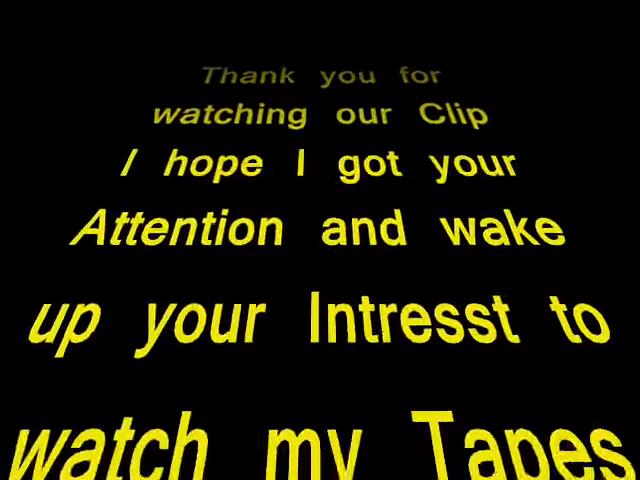 Thank you for
watching our Clip
I hope I got your
Attention and wake
up your Intresst to
watch my Tapes